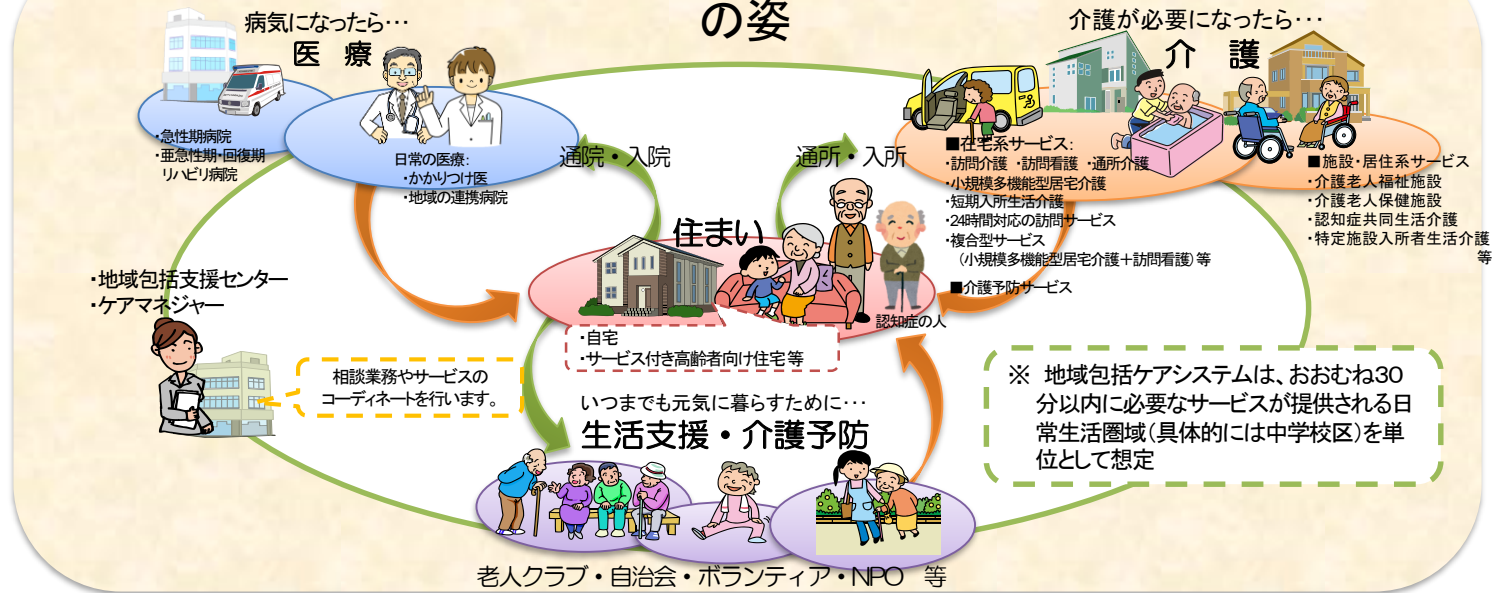 の姿
病気になったら･･･
医 療
・急性期病院
・亜急性期・回復期
リハビリ病院
日常の医療：
・かかりつけ医
・地域の連携病院
通院・入院
通所・入所
介護が必要になったら･･･
介 護
■在宅系サービス：
・訪問介護 ・訪問看護 ・通所介護
・小規模多機能型居宅介護
・短期入所生活介護
・24時間対応の訪問サービス
・複合型サービス
（小規模多機能型居宅介護＋訪問看護）等
■介護予防サービス
■施設・居住系サービス
・介護老人福祉施設
・介護老人保健施設
・認知症共同生活介護
・特定施設入所者生活介護
等
住まい
認知症の人
・自宅
・サービス付き高齢者向け住宅等
・地域包括支援センター
・ケアマネジャー
相談業務やサービスの
コーディネートを行います。
いつまでも元気に暮らすために･･･
生活支援・介護予防
老人クラブ・自治会・ボランティア・NPO 等
※ 地域包括ケアシステムは、おおむね30
分以内に必要なサービスが提供される日
常生活圏域（具体的には中学校区）を単
位として想定